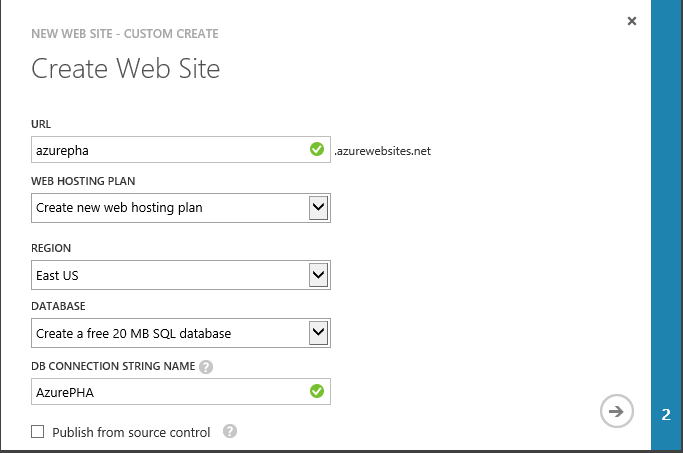 NEW WEB SITE - CUSTOM CREATE
Create Web Site
URL
azurepha .azurewebsites.net
WEB HOSTING PLAN
Create new web hosting plan
REGION
East US
DATABASE
Create a free 20 MB SQL database
DB CONNECTION STRING NAME ?
AzurePHA
Publish from source control ?
2